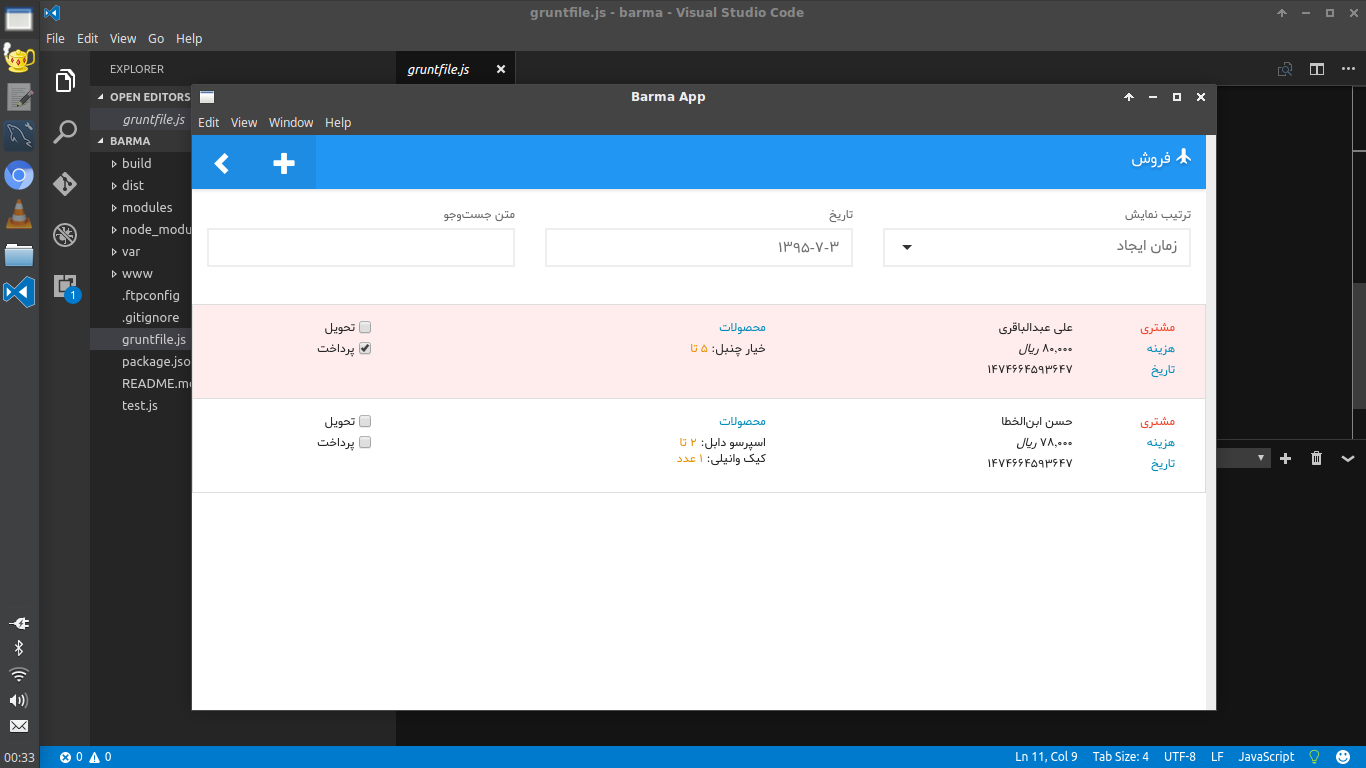 gruntfile.js - barma - Visual Studio Code
File Edit View Go Help
EXPLORER
gruntfile.js
OPEN EDITORS
gruntfile.js
BARMA
build
dist
modules
node_modu
var
www
.ftpconfig
.gitignore
gruntfile.js
package.jso
README.m
test.js
1
Barma App
Edit View Window Help
فروش
ترتیب نمایش
تاریخ
متن جست‌وجو
زمان ایجاد
۱۳۹۵-۷-۳
مشتری علی عبدالباقری
هزینه ۸۰,۰۰۰ ریال
تاریخ ۱۴۷۴۶۶۴۵۹۳۶۴۷
محصولات
خیار چنبل: ۵ تا
تحویل
پرداخت
مشتری حسن ابن‌الخطا
هزینه ۷۸,۰۰۰ ریال
تاریخ ۱۴۷۴۶۶۴۵۹۳۶۴۷
محصولات
اسپرسو دابل: ۲ تا
کیک وانیلی: ۱ عدد
تحویل
پرداخت
00:33
0 0
Ln 11, Col 9 Tab Size: 4 UTF-8 LF JavaScript